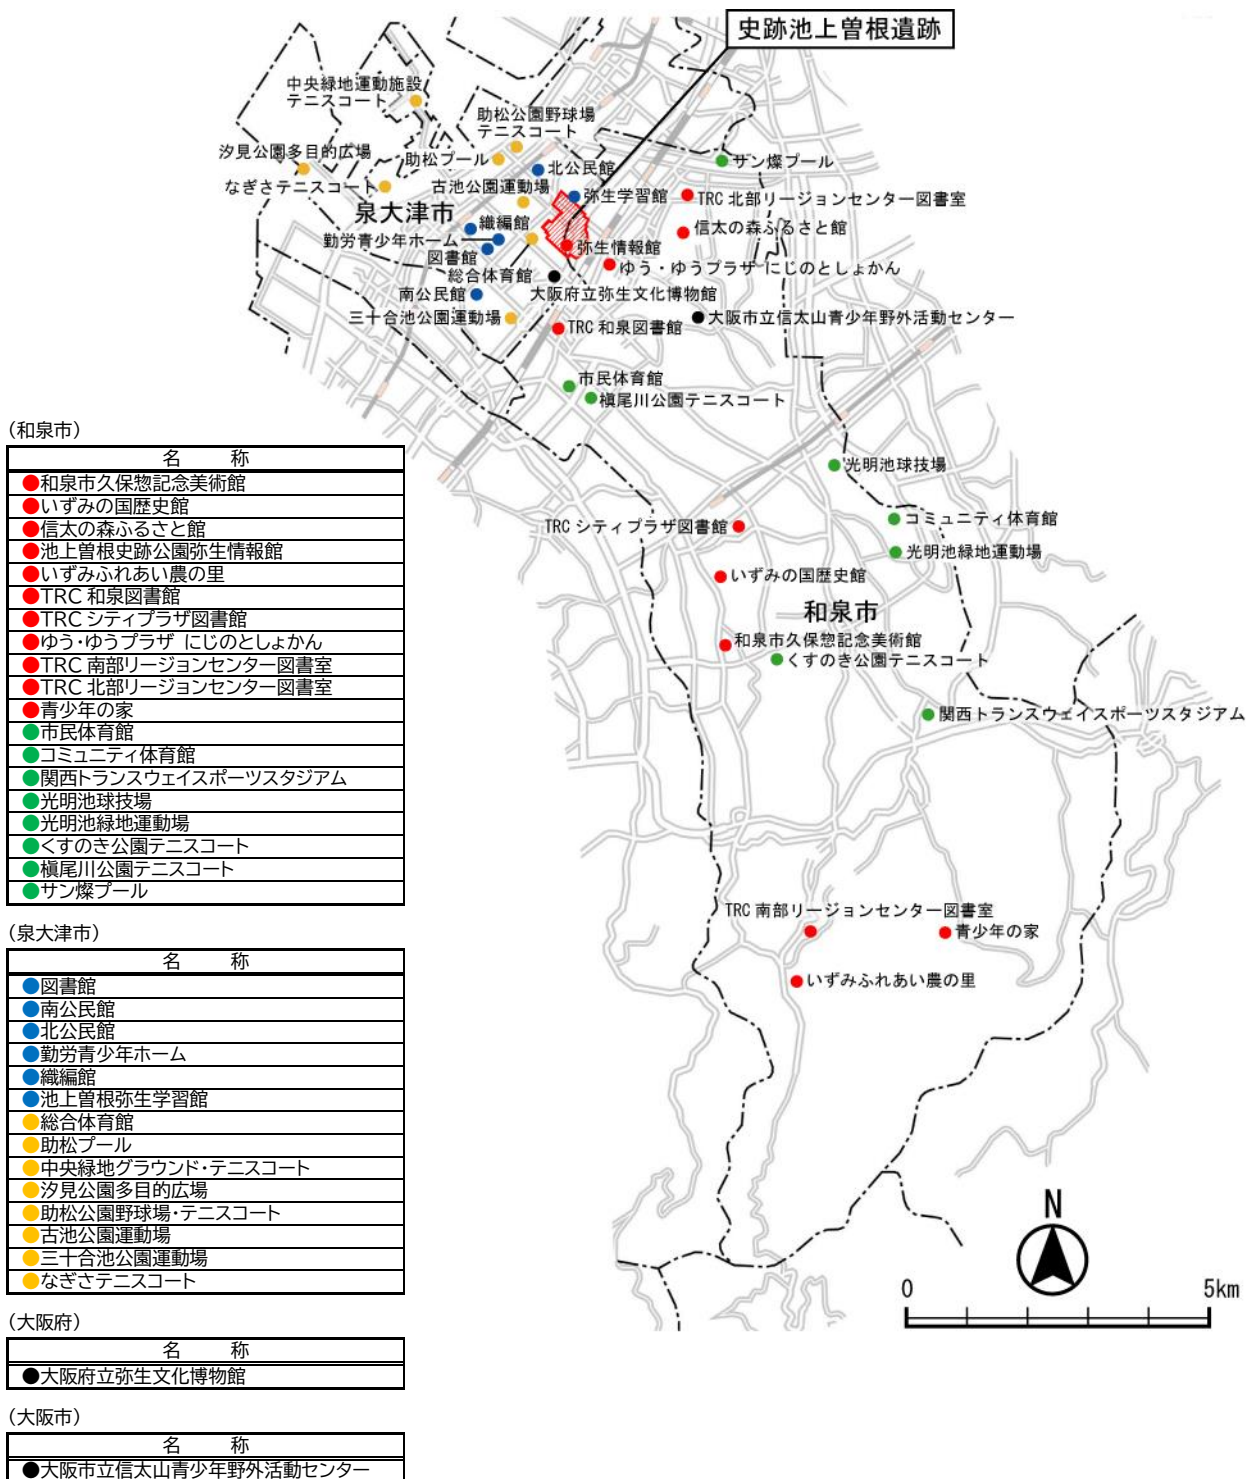 史跡池上曽根遺跡
中央緑地運動施設
テニスコート
助松公園野球場
テニスコート
汐見公園多目的広場
助松プール
北公民館
サン燦プール
なぎさテニスコート
古池公園運動場
弥生学習館
TRC 北部リージョンセンター図書室
泉大津市
織編館
信太の森ふるさと館
勤労青少年ホーム
図書館
弥生情報館
総合体育館
ゆう・ゆうプラザ にじのとしょかん
南公民館
大阪府立弥生文化博物館
三十合池公園運動場
TRC 和泉図書館
大阪市立信太山青少年野外活動センター
市民体育館
槇尾川公園テニスコート
光明池球技場
TRC シティプラザ図書館
コミュニティ体育館
光明池緑地運動場
いずみの国歴史館
和泉市
和泉市久保惣記念美術館
くすのき公園テニスコート
関西トランスウェイスポーツスタジアム
TRC 南部リージョンセンター図書室
青少年の家
いずみふれあい農の里
N
0 5km
（和泉市）
名 称
●和泉市久保惣記念美術館
●いずみの国歴史館
●信太の森ふるさと館
●池上曽根史跡公園弥生情報館
●いずみふれあい農の里
●TRC 和泉図書館
●TRC シティプラザ図書館
●ゆう・ゆうプラザ にじのとしょかん
●TRC 南部リージョンセンター図書室
●TRC 北部リージョンセンター図書室
●青少年の家
●市民体育館
●コミュニティ体育館
●関西トランスウェイスポーツスタジアム
●光明池球技場
●光明池緑地運動場
●くすのき公園テニスコート
●槇尾川公園テニスコート
●サン燦プール
（泉大津市）
名 称
●図書館
●南公民館
●北公民館
●勤労青少年ホーム
●織編館
●池上曽根弥生学習館
●総合体育館
●助松プール
●中央緑地グラウンド・テニスコート
●汐見公園多目的広場
●助松公園野球場・テニスコート
●古池公園運動場
●三十合池公園運動場
●なぎさテニスコート
（大阪府）
名 称
●大阪府立弥生文化博物館
（大阪市）
名 称
●大阪市立信太山青少年野外活動センター